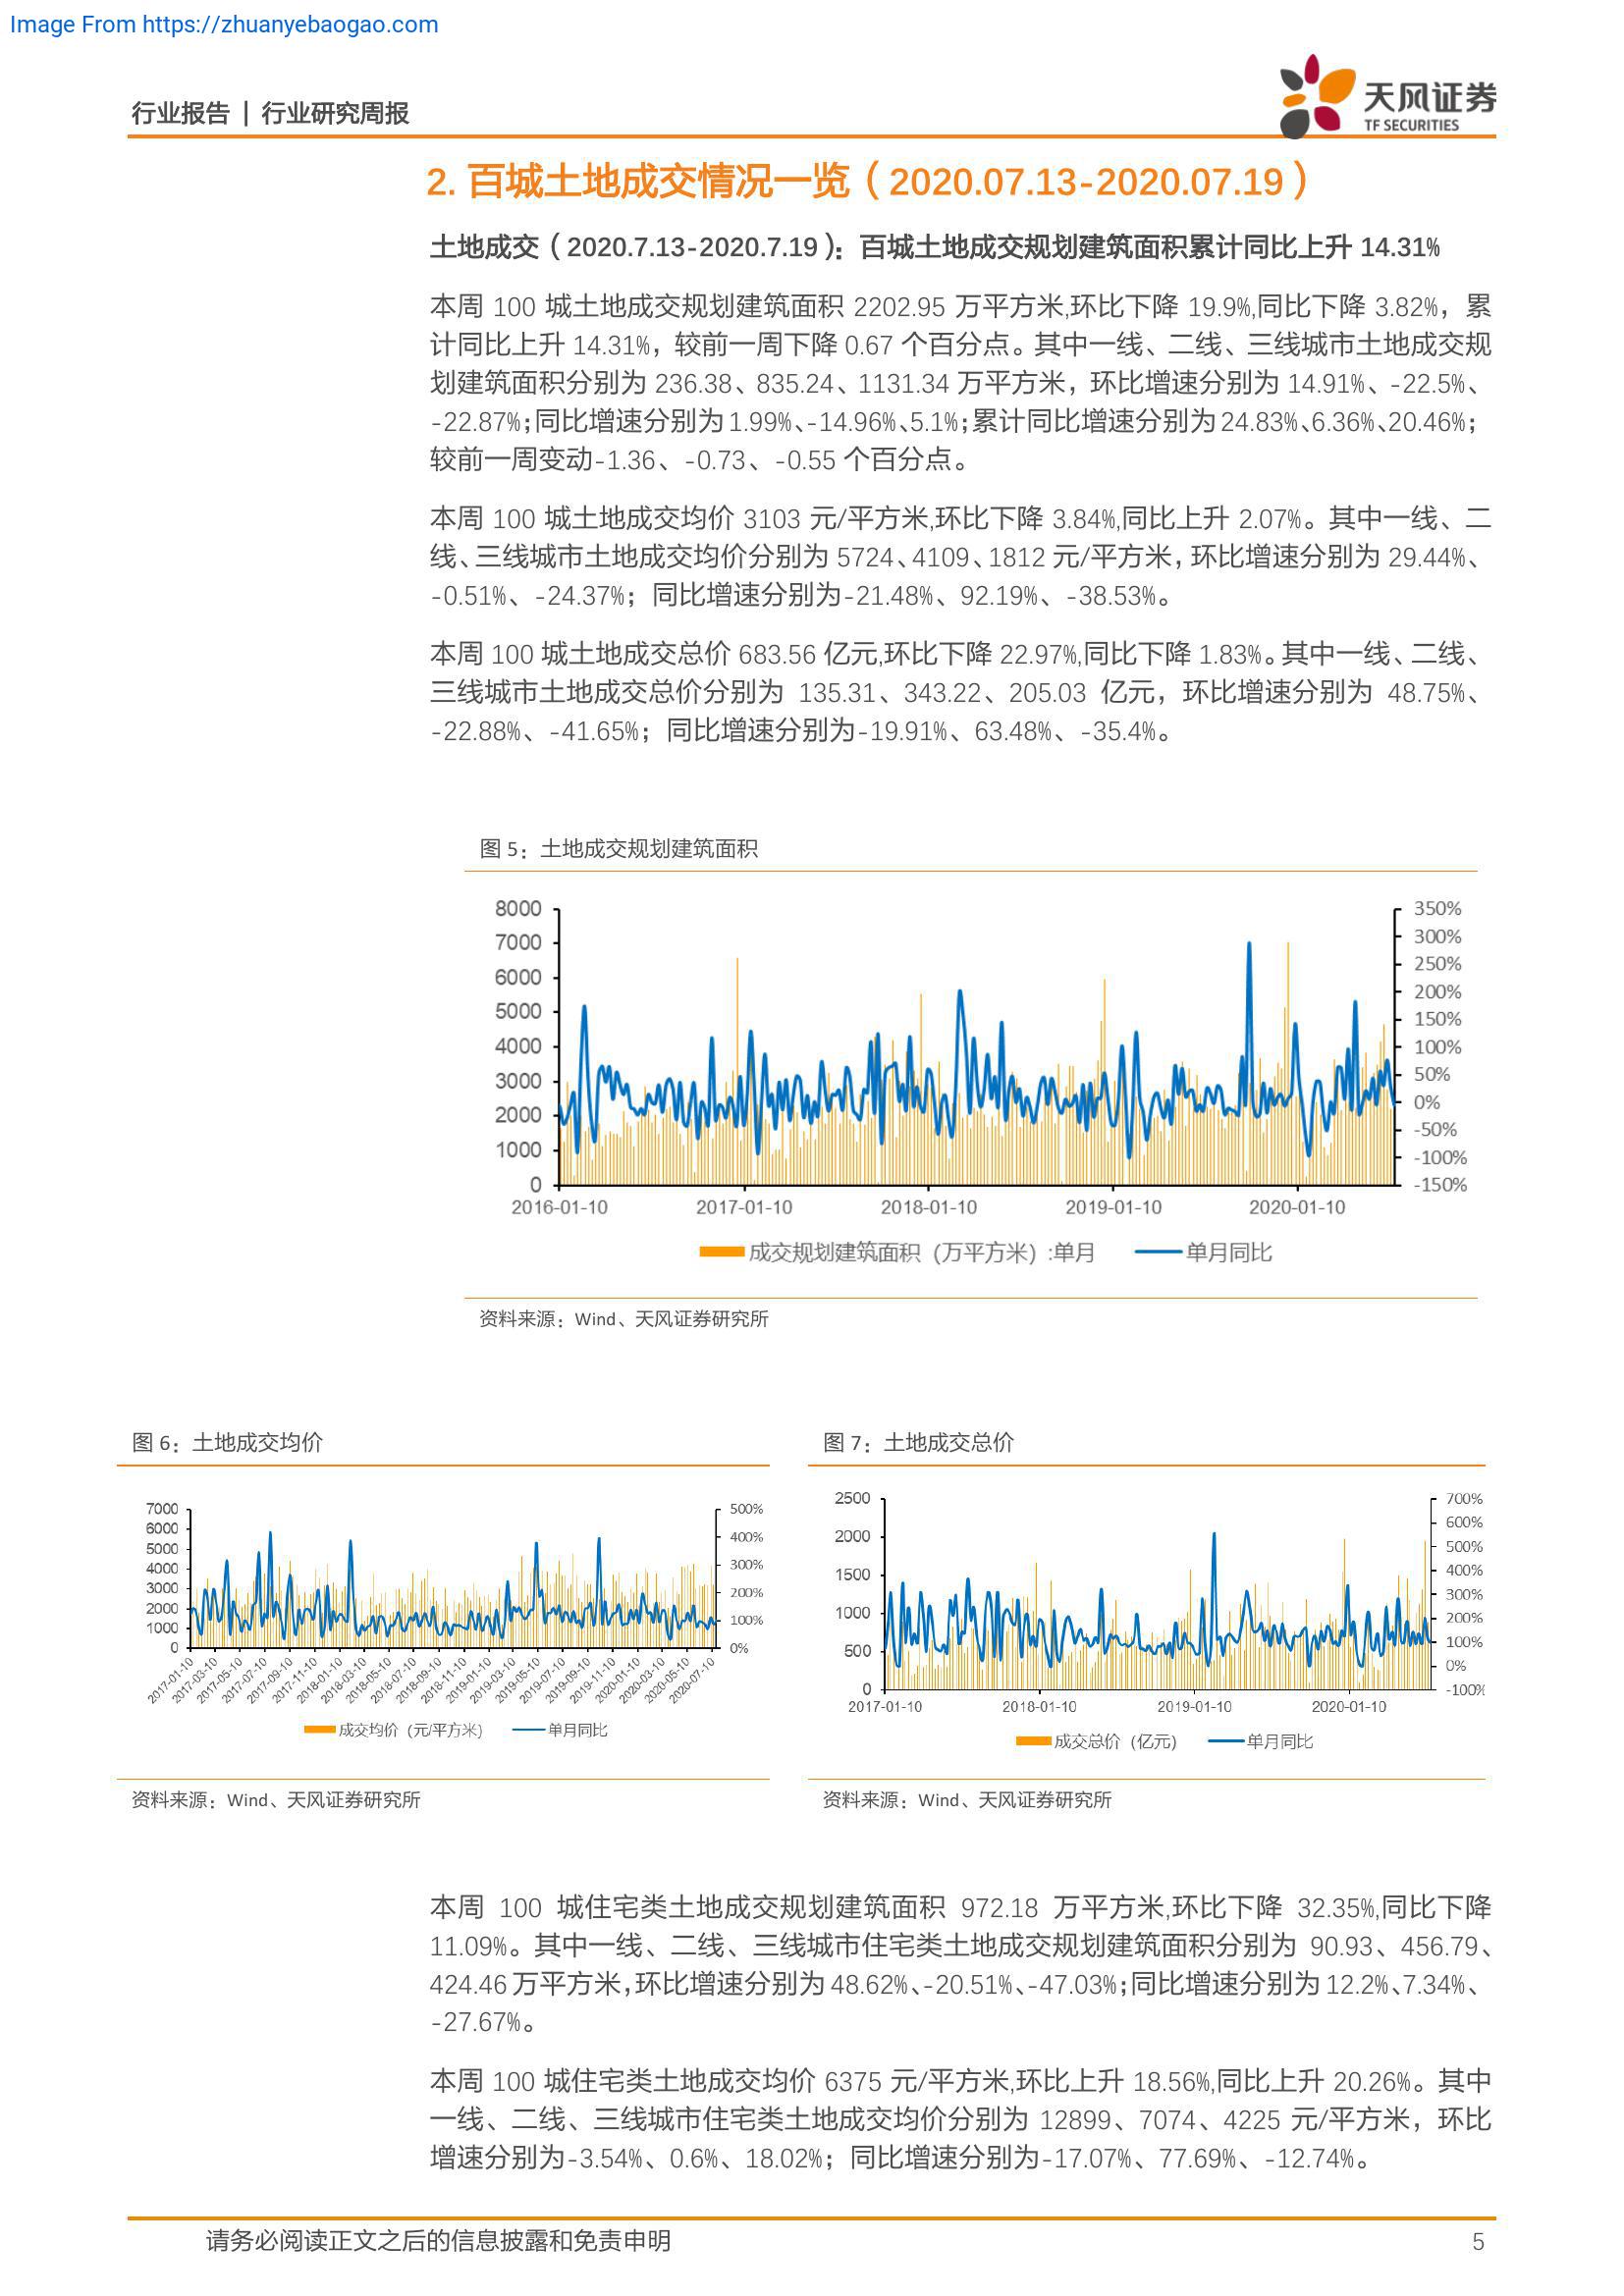 Image From https://zhuanyebaogao.com
行业报告 | 行业研究周报
天风证券
TF SECURITIES
2. 百城土地成交情况一览（2020.07.13-2020.07.19）
土地成交（2020.7.13-2020.7.19）：百城土地成交规划建筑面积累计同比上升 14.31%
本周 100 城土地成交规划建筑面积 2202.95 万平方米,环比下降 19.9%,同比下降 3.82%，累
计同比上升 14.31%，较前一周下降 0.67 个百分点。其中一线、二线、三线城市土地成交规
划建筑面积分别为 236.38、835.24、1131.34 万平方米，环比增速分别为 14.91%、-22.5%、
-22.87%；同比增速分别为 1.99%、-14.96%、5.1%；累计同比增速分别为 24.83%、6.36%、20.46%；
较前一周变动-1.36、-0.73、-0.55 个百分点。
本周 100 城土地成交均价 3103 元/平方米,环比下降 3.84%,同比上升 2.07%。其中一线、二
线、三线城市土地成交均价分别为 5724、4109、1812 元/平方米，环比增速分别为 29.44%、
-0.51%、-24.37%；同比增速分别为-21.48%、92.19%、-38.53%。
本周 100 城土地成交总价 683.56 亿元,环比下降 22.97%,同比下降 1.83%。其中一线、二线、
三线城市土地成交总价分别为 135.31、343.22、205.03 亿元，环比增速分别为 48.75%、
-22.88%、-41.65%；同比增速分别为-19.91%、63.48%、-35.4%。
图 5：土地成交规划建筑面积
8000 350%
7000 300%
6000 250%
5000 200%
4000 150%
3000 100%
2000 50%
1000 0%
0 -50%
-100%
-150%
2016-01-10 2017-01-10 2018-01-10 2019-01-10 2020-01-10
成交规划建筑面积（万平方米）:单月 单月同比
资料来源：Wind、天风证券研究所
图 6：土地成交均价
7000 500%
6000 400%
5000 300%
4000 200%
3000 100%
2000 0%
1000
0
2017-01-10 2017-03-10 2017-05-10 2017-07-10 2017-09-10 2017-11-10 2018-01-10 2018-03-10 2018-05-10 2018-07-10 2018-09-10 2018-11-10 2019-01-10 2019-03-10 2019-05-10 2019-07-10 2019-09-10 2019-11-10 2020-01-10 2020-03-10 2020-05-10 2020-07-10
成交均价（元/平方米） 单月同比
资料来源：Wind、天风证券研究所
图 7：土地成交总价
2500 700%
2000 600%
1500 500%
1000 400%
500 300%
0 200%
100%
0%
-100%
2017-01-10 2018-01-10 2019-01-10 2020-01-10
成交总价（亿元） 单月同比
资料来源：Wind、天风证券研究所
本周 100 城住宅类土地成交规划建筑面积 972.18 万平方米,环比下降 32.35%,同比下降
11.09%。其中一线、二线、三线城市住宅类土地成交规划建筑面积分别为 90.93、456.79、
424.46 万平方米，环比增速分别为 48.62%、-20.51%、-47.03%；同比增速分别为 12.2%、7.34%、
-27.67%。
本周 100 城住宅类土地成交均价 6375 元/平方米,环比上升 18.56%,同比上升 20.26%。其中
一线、二线、三线城市住宅类土地成交均价分别为 12899、7074、4225 元/平方米，环比
增速分别为-3.54%、0.6%、18.02%；同比增速分别为-17.07%、77.69%、-12.74%。
请务必阅读正文之后的信息披露和免责申明 5